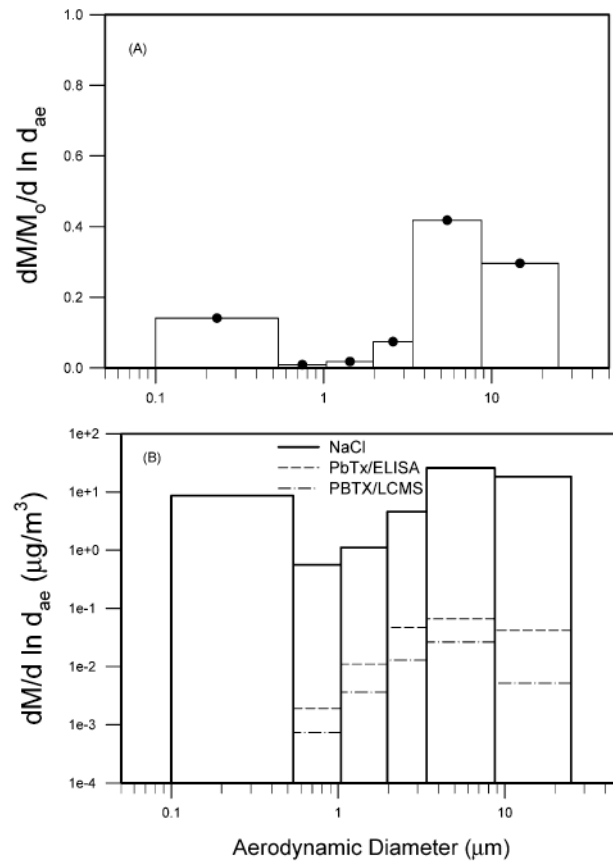 (A)
dM/Mo/d ln dae
1.0
0.8
0.6
0.4
0.2
0.0
0.1
1
10
(B)
NaCl
PbTx/ELISA
PBTX/LCMS
dM/d ln dae (μg/m³)
1e+2
1e+1
1e+0
1e-1
1e-2
1e-3
1e-4
0.1
1
10
Aerodynamic Diameter (μm)